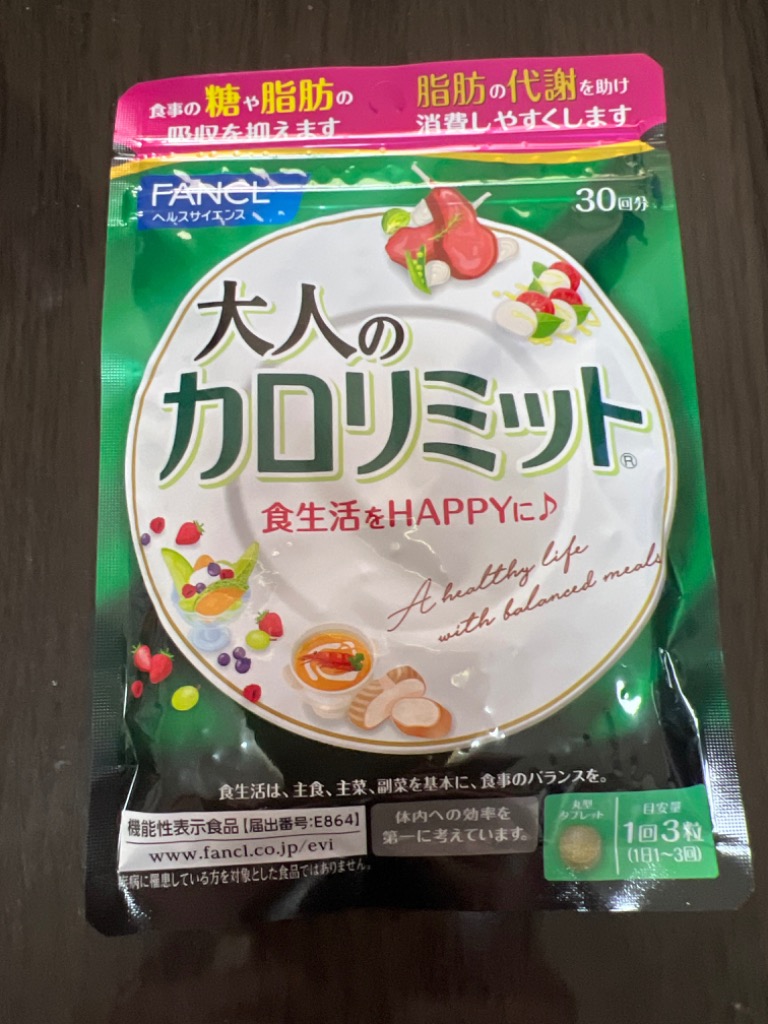 食事の糖や脂肪の
吸収を抑えます
脂肪の代謝を助け
消費しやすくします
FANCL
ヘルスサイエンス
30回分
大人の
カロリミット®
食生活をHAPPYに♪
A healthy life
with balanced meals
食生活は、主食、主菜、副菜を基本に、食事のバランスを。
機能性表示食品【届出番号:E864】
www.fancl.co.jp/evi
疾病に罹患している方を対象とした食品ではありません。
体内への効率を
第一に考えています。
丸型
タブレット
目安量
1回3粒
(1日1~3回)